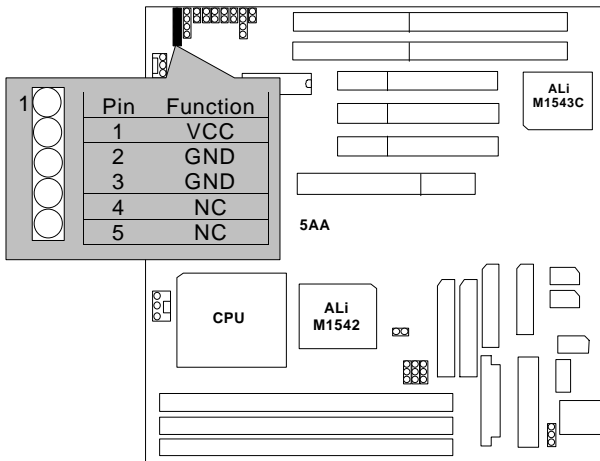 ALi
M1543C
1
Pin Function
1 VCC
2 GND
3 GND
4 NC
5 NC
5AA
CPU
ALi
M1542